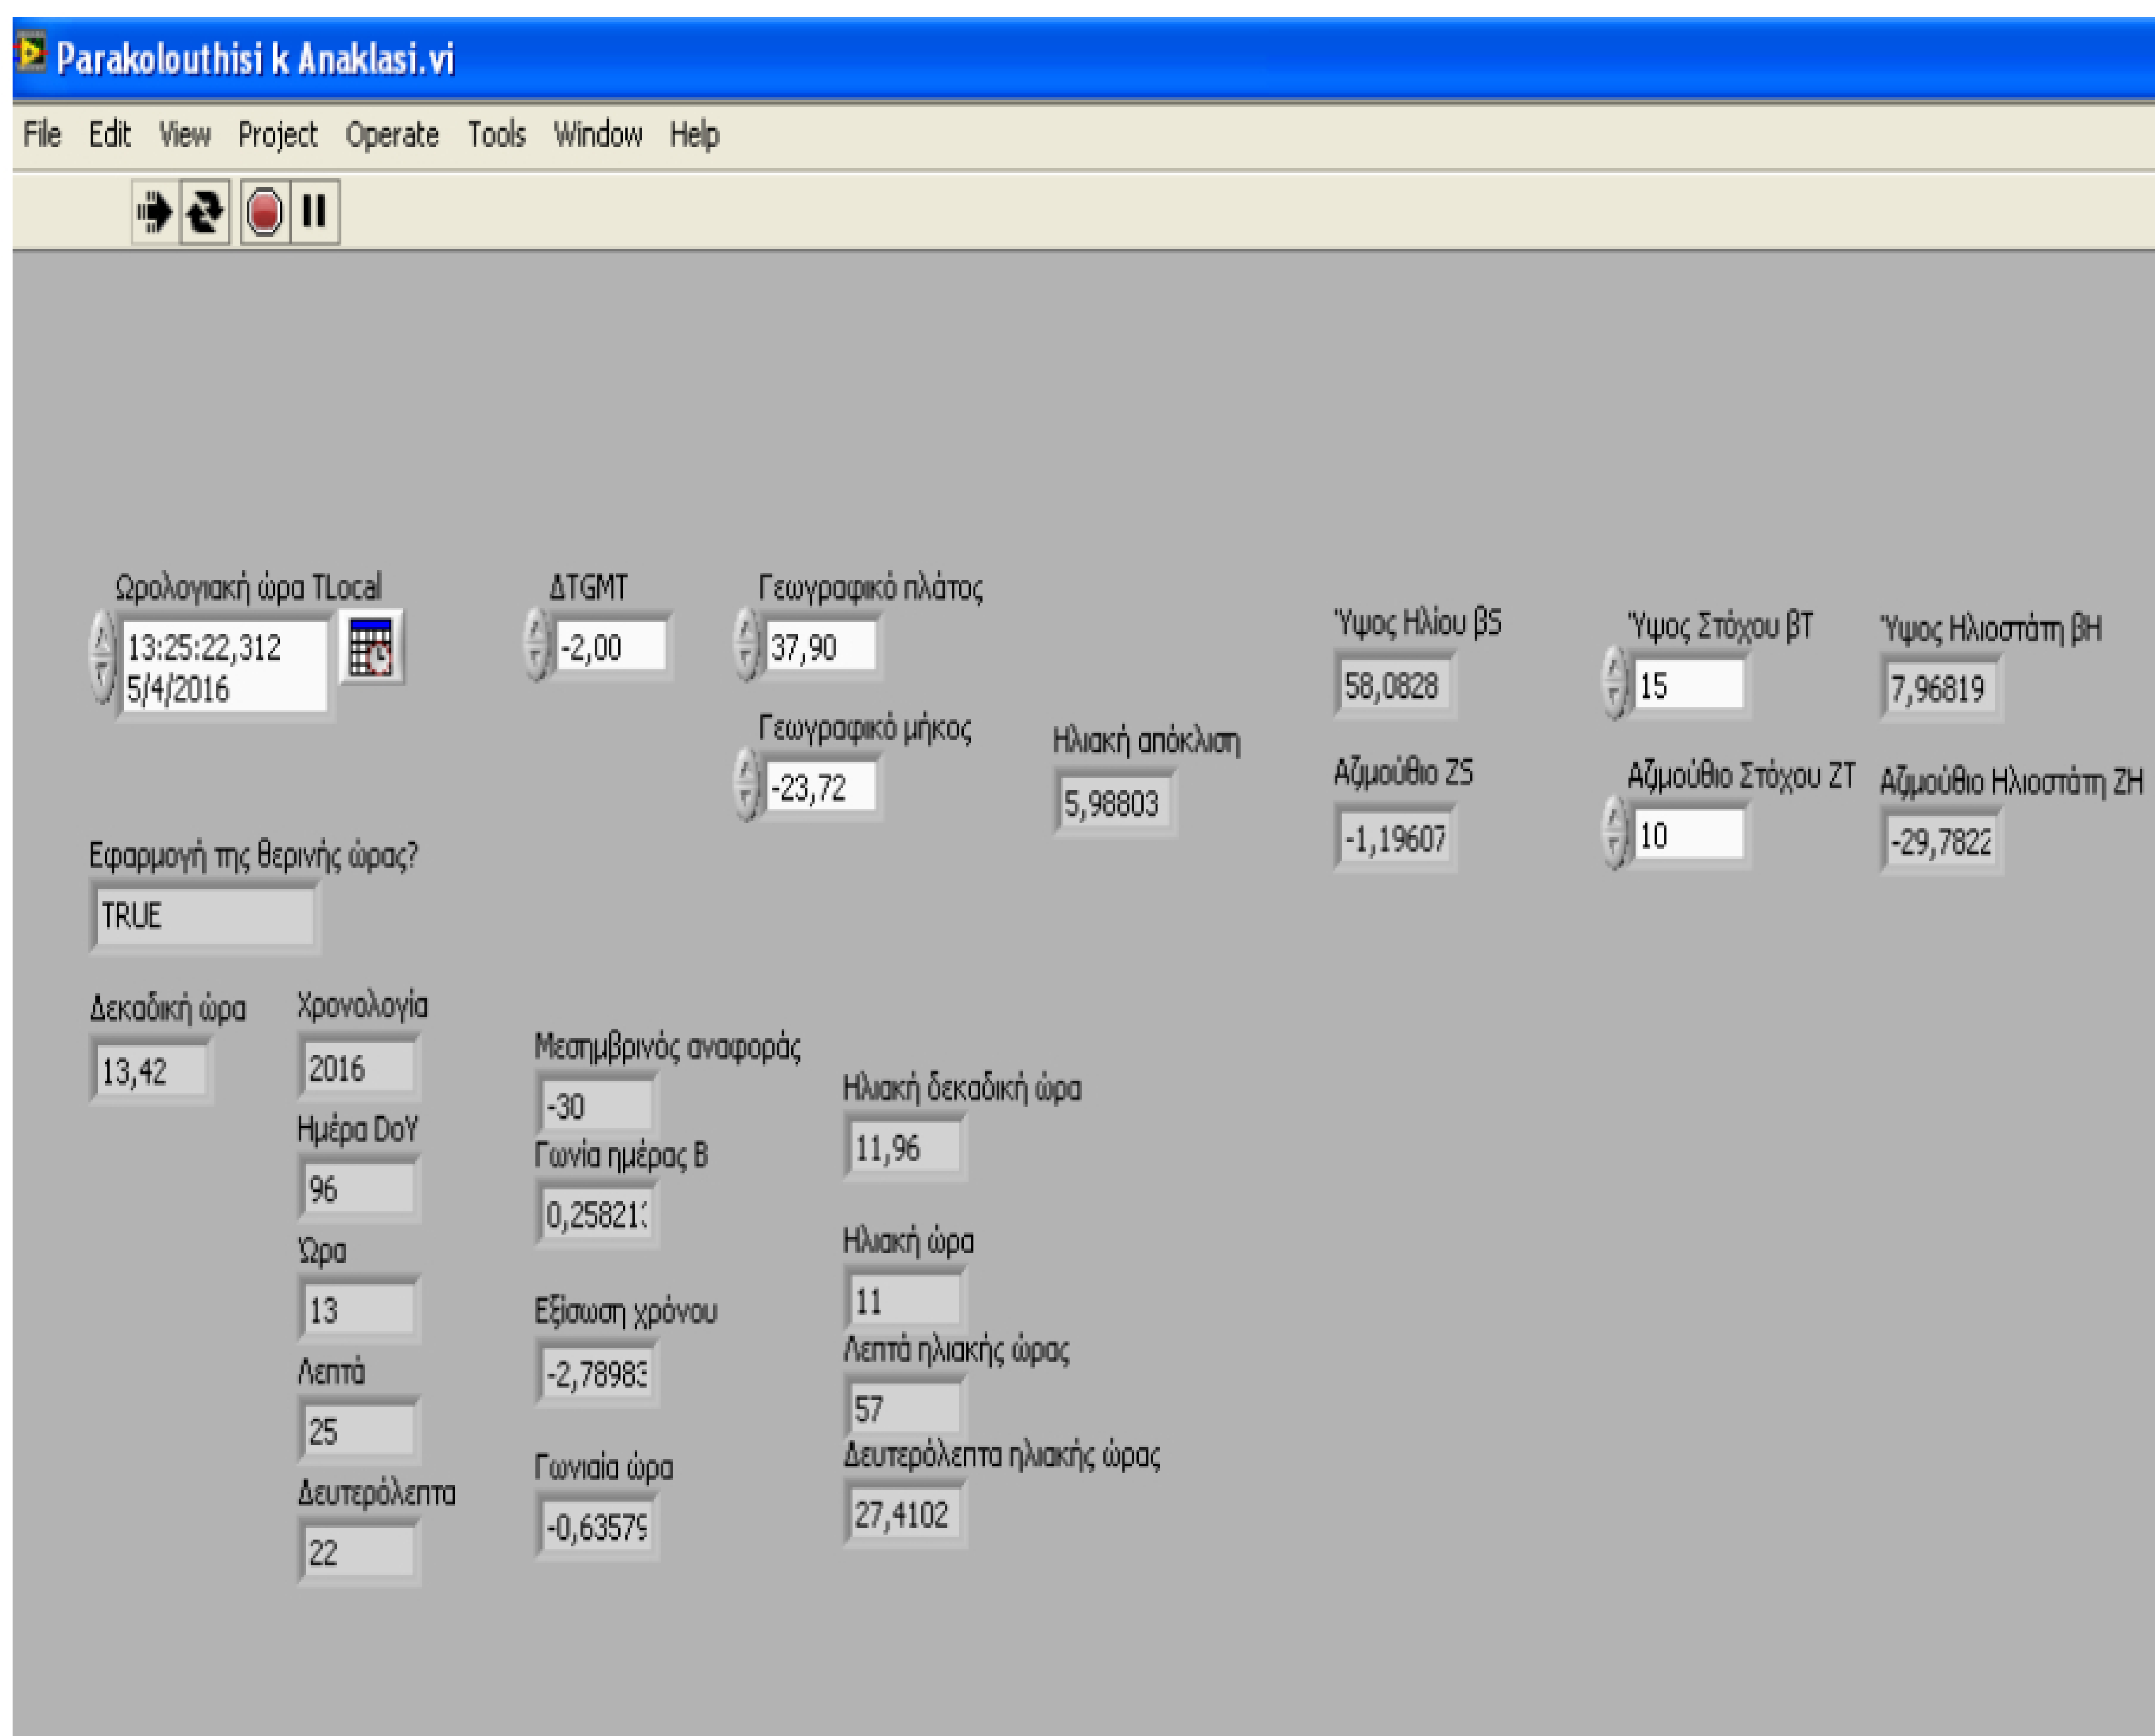 Parakolouthisi k Anaklasi.vi
File Edit View Project Operate Tools Window Help
Ωρολογιακή ώρα TLocal
13:25:22,312
5/4/2016
ΔTGMT
-2,00
Γεωγραφικό πλάτος
37,90
Γεωγραφικό μήκος
-23,72
Ηλιακή απόκλιση
5,98803
Ύψος Ηλίου βS
58,0828
Αζιμούθιο ZS
-1,19607
Ύψος Στόχου βT
15
Αζιμούθιο Στόχου ZT
10
Ύψος Ηλιοστάτη βH
7,96819
Αζιμούθιο Ηλιοστάτη ZH
-29,7822
Εφαρμογή της θερινής ώρας?
TRUE
Δεκαδική ώρα
13,42
Χρονολογία
2016
Ημέρα DoY
96
Ώρα
13
Λεπτά
25
Δευτερόλεπτα
22
Μεσημβρινός αναφοράς
-30
Γωνία ημέρας B
0,25821
Εξίσωση χρόνου
-2,7898
Γωνιαία ώρα
-0,6357
Ηλιακή δεκαδική ώρα
11,96
Ηλιακή ώρα
11
Λεπτά ηλιακής ώρας
57
Δευτερόλεπτα ηλιακής ώρας
27,4102